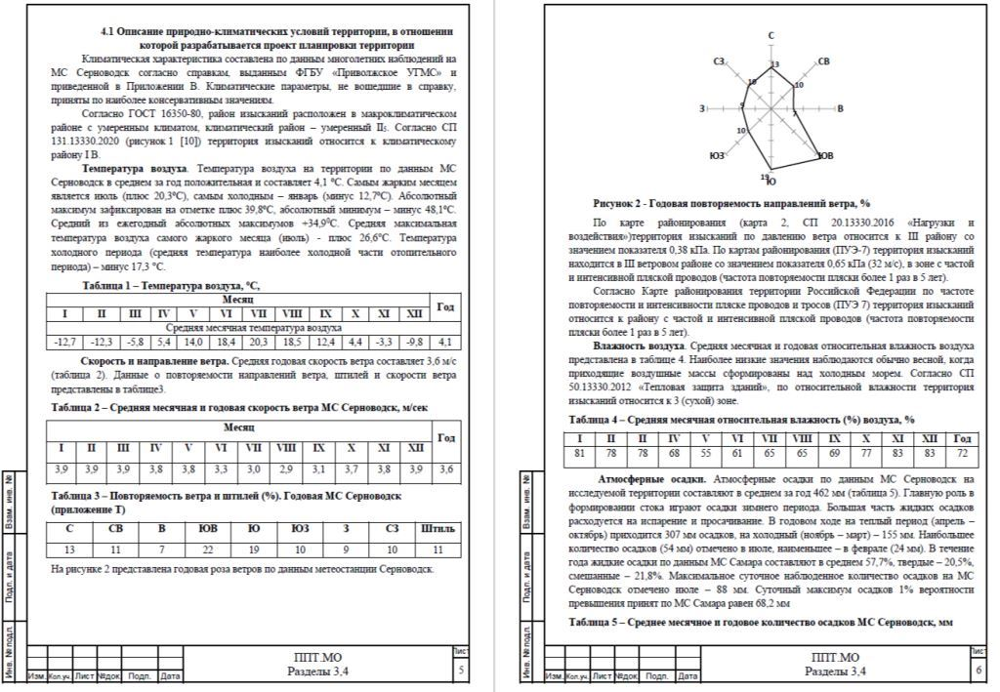 4.1 Описание природно-климатических условий территории, в отношении
которой разрабатывается проект планировки территории
Климатическая характеристика составлена по данным многолетних наблюдений на
МС Серноводск согласно справкам, выданным ФГБУ «Приволжское УГМС» и
приведенной в Приложении В. Климатические параметры, не вошедшие в справку,
приняты по наиболее консервативным значениям.
Согласно ГОСТ 16350-80, район изысканий расположен в макроклиматическом
районе с умеренным климатом, климатический район – умеренный II₅. Согласно СП
131.13330.2020 (рисунок 1 [10]) территория изысканий относится к климатическому
району I В.
Температура воздуха. Температура воздуха на территории по данным МС
Серноводск в среднем за год положительная и составляет 4,1 ⁰С. Самым жарким месяцем
является июль (плюс 20,3⁰С), самым холодным – январь (минус 12,7⁰С). Абсолютный
максимум зафиксирован на отметке плюс 39,8⁰С, абсолютный минимум – минус 48,1⁰С.
Средний из ежегодный абсолютных максимумов +34,9⁰С. Средняя максимальная
температура воздуха самого жаркого месяца (июль) - плюс 26,6⁰С. Температура
холодного периода (средняя температура наиболее холодной части отопительного
периода) – минус 17,3 °С.
Таблица 1 – Температура воздуха, ⁰С,
Месяц Год
I II III IV V VI VII VIII IX X XI XII
Средняя месячная температура воздуха
-12,7 -12,3 -5,8 5,4 14,0 18,4 20,3 18,5 12,4 4,4 -3,3 -9,8 4,1
Скорость и направление ветра. Средняя годовая скорость ветра составляет 3,6 м/с
(таблица 2). Данные о повторяемости направлений ветра, штилей и скорости ветра
представлены в таблице3.
Таблица 2 – Средняя месячная и годовая скорость ветра МС Серноводск, м/сек
Месяц Год
I II III IV V VI VII VIII IX X XI XII
3,9 3,9 3,9 3,8 3,8 3,3 3,0 2,9 3,1 3,7 3,8 3,9 3,6
Таблица 3 – Повторяемость ветра и штилей (%). Годовая МС Серноводск
(приложение Т)
С СВ В ЮВ Ю ЮЗ З СЗ Штиль
13 11 7 22 19 10 9 10 11
На рисунке 2 представлена годовая роза ветров по данным метеостанции Серноводск.
Взам. инв. №
Подп. и дата
Инв. № подл.
Изм. Кол.уч. Лист №док. Подп. Дата
ППТ.МО
Разделы 3,4
Лист
5
С
СЗ СВ
13
10 10
З 9 7 В
10
ЮЗ ЮВ
19
Ю
Рисунок 2 - Годовая повторяемость направлений ветра, %
По карте районирования (карта 2, СП 20.13330.2016 «Нагрузки и
воздействия»)территория изысканий по давлению ветра относится к III району со
значением показателя 0,38 кПа. По картам районирования (ПУЭ-7) территория изысканий
находится в III ветровом районе со значением показателя 0,65 кПа (32 м/с), в зоне с частой
и интенсивной пляской проводов (частота повторяемости пляски более 1 раз в 5 лет).
Согласно Карте районирования территории Российской Федерации по частоте
повторяемости и интенсивности пляске проводов и тросов (ПУЭ 7) территория изысканий
относится к району с частой и интенсивной пляской проводов (частота повторяемости
пляски более 1 раз в 5 лет).
Влажность воздуха. Средняя месячная и годовая относительная влажность воздуха
представлена в таблице 4. Наиболее низкие значения наблюдаются обычно весной, когда
приходящие воздушные массы сформированы над холодным морем. Согласно СП
50.13330.2012 «Тепловая защита зданий», по относительной влажности территория
изысканий относится к 3 (сухой) зоне.
Таблица 4 – Средняя месячная относительная влажность (%) воздуха, %
I II III IV V VI VII VIII IX X XI XII Год
81 78 78 68 55 61 65 65 69 77 83 83 72
Атмосферные осадки. Атмосферные осадки по данным МС Серноводск на
исследуемой территории составляют в среднем за год 462 мм (таблица 5). Главную роль в
формировании стока играют осадки зимнего периода. Большая часть жидких осадков
расходуется на испарение и просачивание. В годовом ходе на теплый период (апрель –
октябрь) приходится 307 мм осадков, на холодный (ноябрь – март) – 155 мм. Наибольшее
количество осадков (54 мм) отмечено в июле, наименьшее – в феврале (24 мм). В течение
года жидкие осадки по данным МС Самара составляют в среднем 57,7%, твердые – 20,5%,
смешанные – 21,8%. Максимальное суточное наблюденное количество осадков на МС
Серноводск отмечено июле – 88 мм. Суточный максимум осадков 1% вероятности
превышения принят по МС Самара равен 68,2 мм
Таблица 5 – Среднее месячное и годовое количество осадков МС Серноводск, мм
Взам. инв. №
Подп. и дата
Инв. № подл.
Изм. Кол.уч. Лист №док. Подп. Дата
ППТ.МО
Разделы 3,4
Лист
6